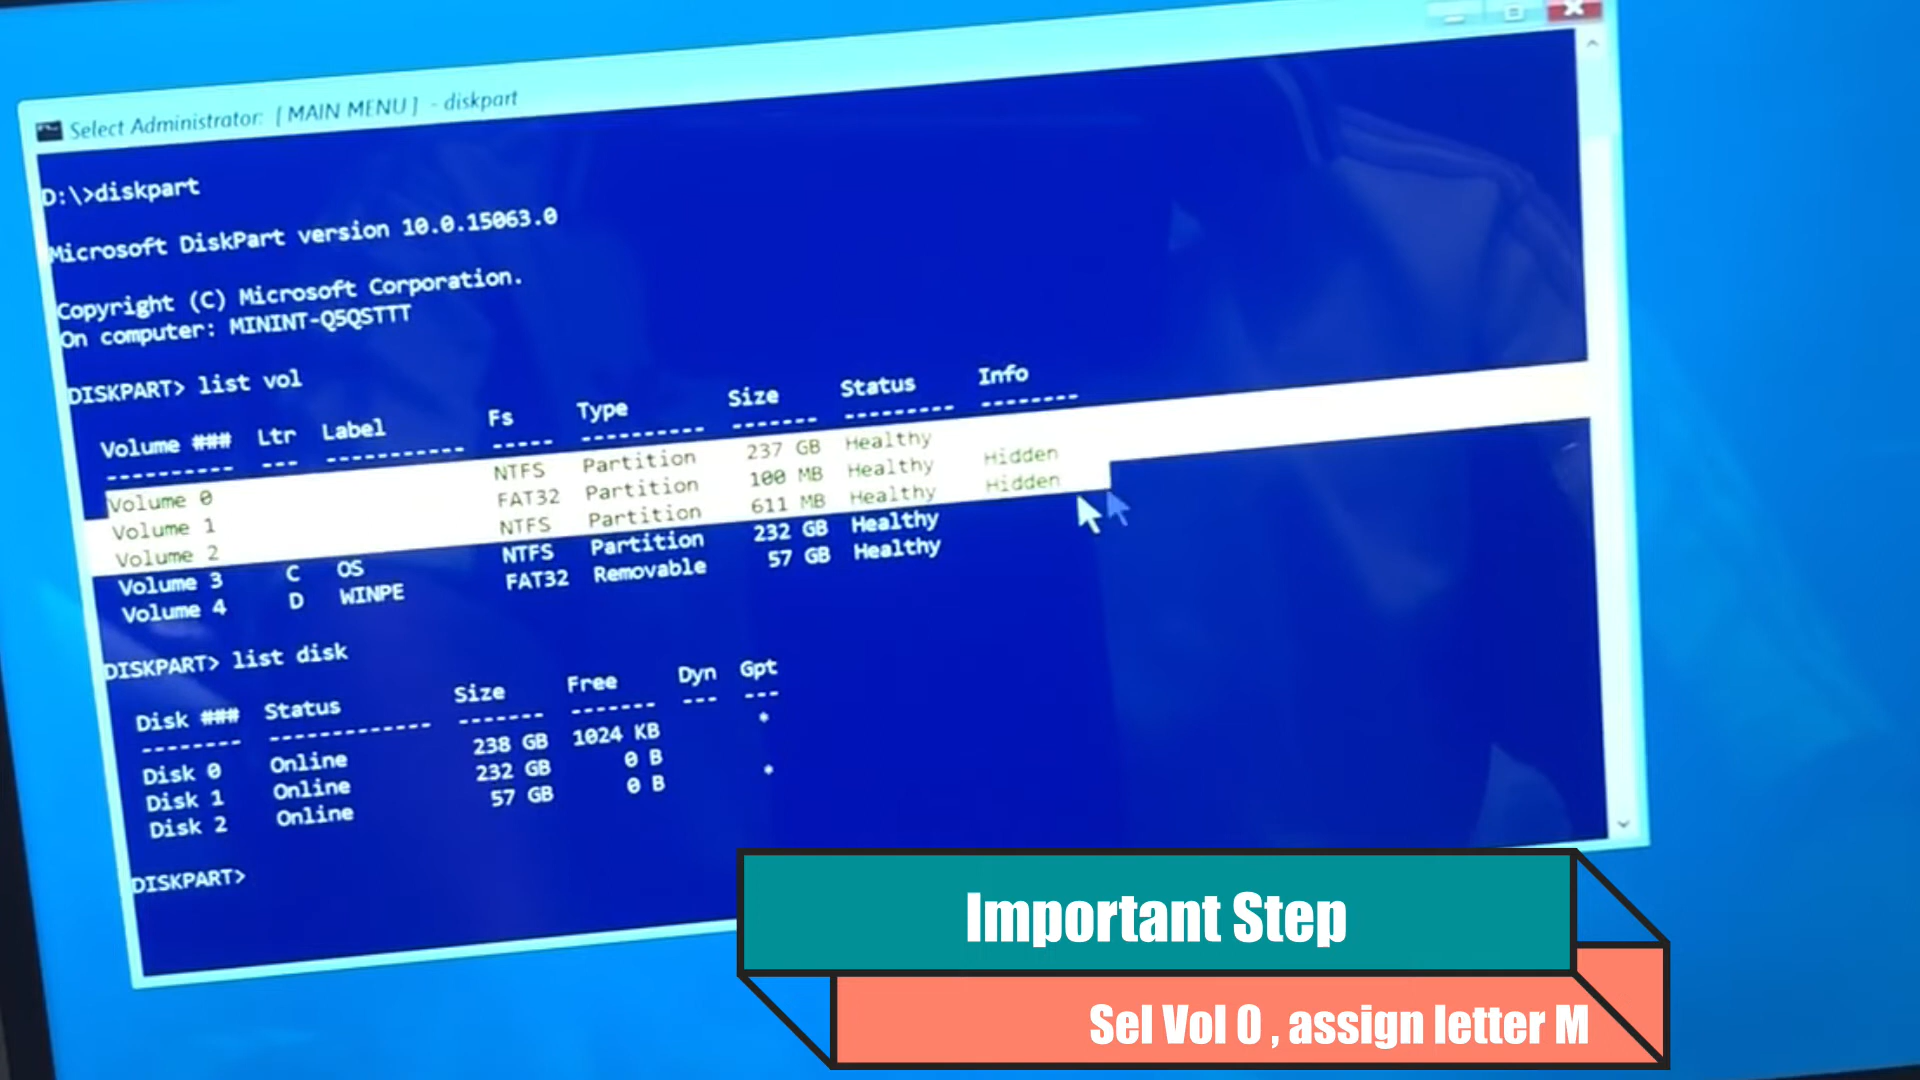 Select Administrator: [ MAIN MENU ] - diskpart
D:\>diskpart
Microsoft DiskPart version 10.0.15063.0
Copyright (C) Microsoft Corporation.
On computer: MININT-Q5QSTTT
DISKPART> list vol
Volume ### Ltr Label Fs Type Size Status Info
---------- --- ----------- ----- ---------- ------- --------- --------
Volume 0 NTFS Partition 237 GB Healthy
Volume 1 FAT32 Partition 100 MB Healthy Hidden
Volume 2 NTFS Partition 611 MB Healthy Hidden
Volume 3 C OS NTFS Partition 232 GB Healthy
Volume 4 D WINPE FAT32 Removable 57 GB Healthy
DISKPART> list disk
Disk ### Status Size Free Dyn Gpt
-------- ------------- ------- ------- --- ---
Disk 0 Online 238 GB 1024 KB *
Disk 1 Online 232 GB 0 B
Disk 2 Online 57 GB 0 B *
DISKPART>
Important Step
Sel Vol 0 , assign letter M